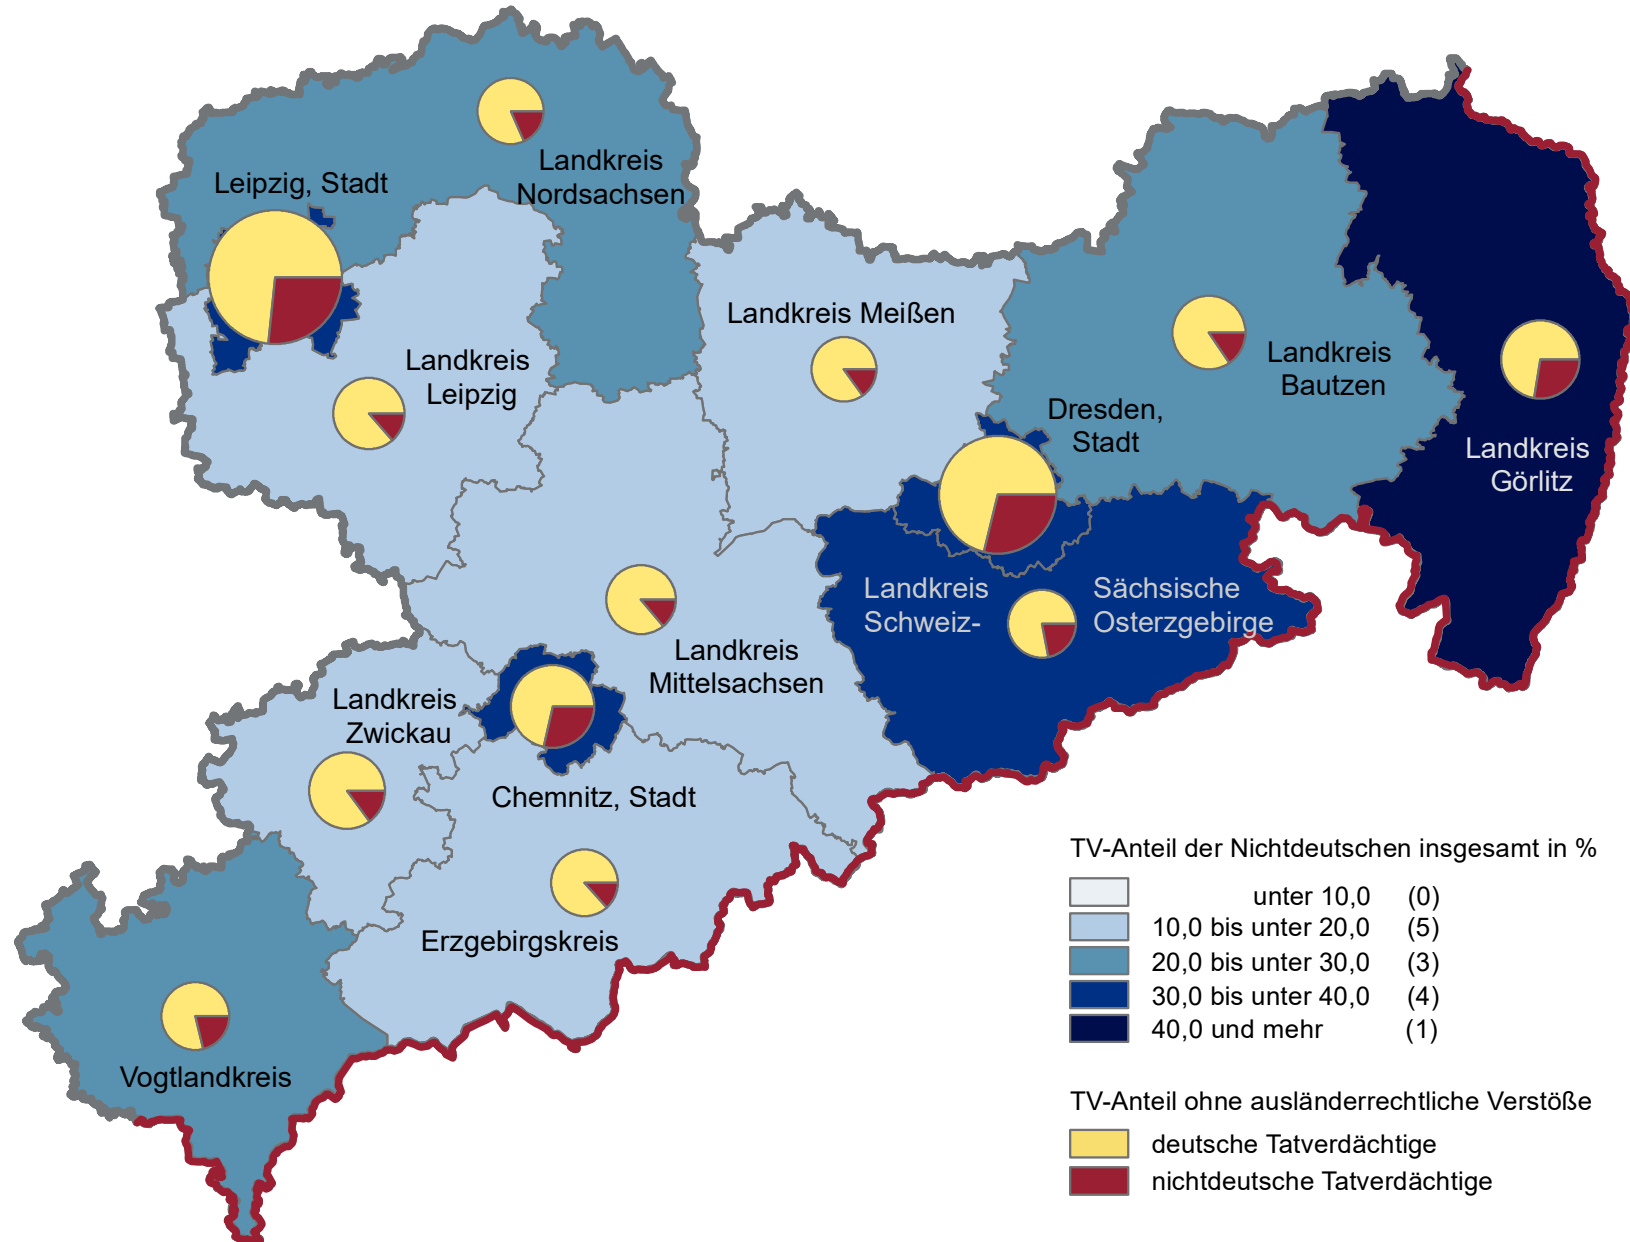 Landkreis
Nordsachsen
Leipzig, Stadt
Landkreis Meißen
Landkreis
Leipzig
Landkreis
Bautzen
Dresden,
Stadt
Landkreis
Görlitz
Landkreis Sächsische
Schweiz- Osterzgebirge
Landkreis
Mittelsachsen
Landkreis
Zwickau
Chemnitz, Stadt
Erzgebirgskreis
Vogtlandkreis
TV-Anteil der Nichtdeutschen insgesamt in %
unter 10,0 (0)
10,0 bis unter 20,0 (5)
20,0 bis unter 30,0 (3)
30,0 bis unter 40,0 (4)
40,0 und mehr (1)
TV-Anteil ohne ausländerrechtliche Verstöße
deutsche Tatverdächtige
nichtdeutsche Tatverdächtige